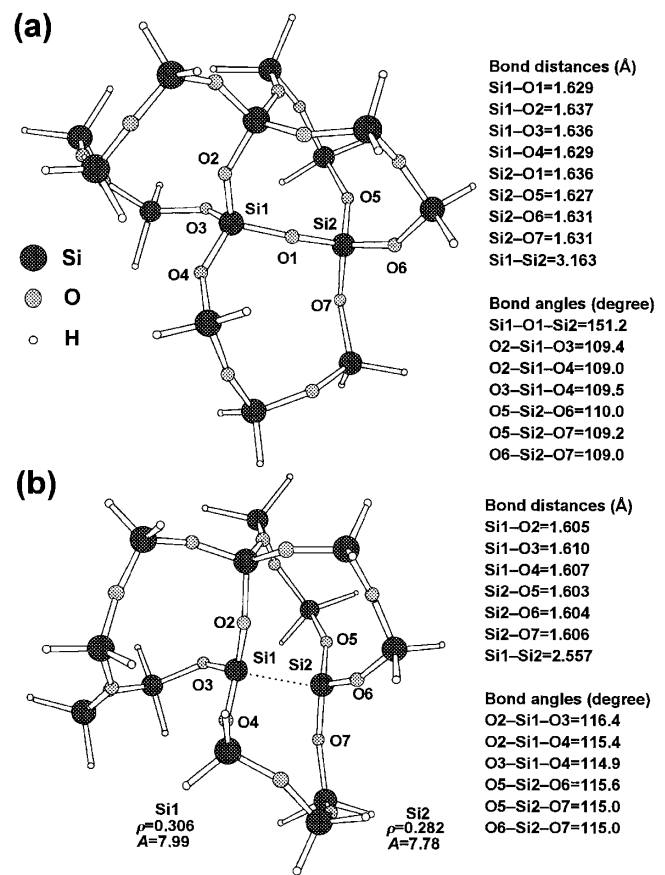 (a)
Bond distances (Å)
Si1–O1=1.629
Si1–O2=1.637
Si1–O3=1.636
Si1–O4=1.629
Si2–O1=1.636
Si2–O5=1.627
Si2–O6=1.631
Si2–O7=1.631
Si1–Si2=3.163
O2
O5
Si1
Si2
O3
O1
O6
O4
O7
Si
O
H
Bond angles (degree)
Si1–O1–Si2=151.2
O2–Si1–O3=109.4
O2–Si1–O4=109.0
O3–Si1–O4=109.5
O5–Si2–O6=110.0
O5–Si2–O7=109.2
O6–Si2–O7=109.0
(b)
Bond distances (Å)
Si1–O2=1.605
Si1–O3=1.610
Si1–O4=1.607
Si2–O5=1.603
Si2–O6=1.604
Si2–O7=1.606
Si1–Si2=2.557
O2
O5
Si1
Si2
O3
O6
O4
O7
Bond angles (degree)
O2–Si1–O3=116.4
O2–Si1–O4=115.4
O3–Si1–O4=114.9
O5–Si2–O6=115.6
O5–Si2–O7=115.0
O6–Si2–O7=115.0
Si1
ρ=0.306
A=7.99
Si2
ρ=0.282
A=7.78